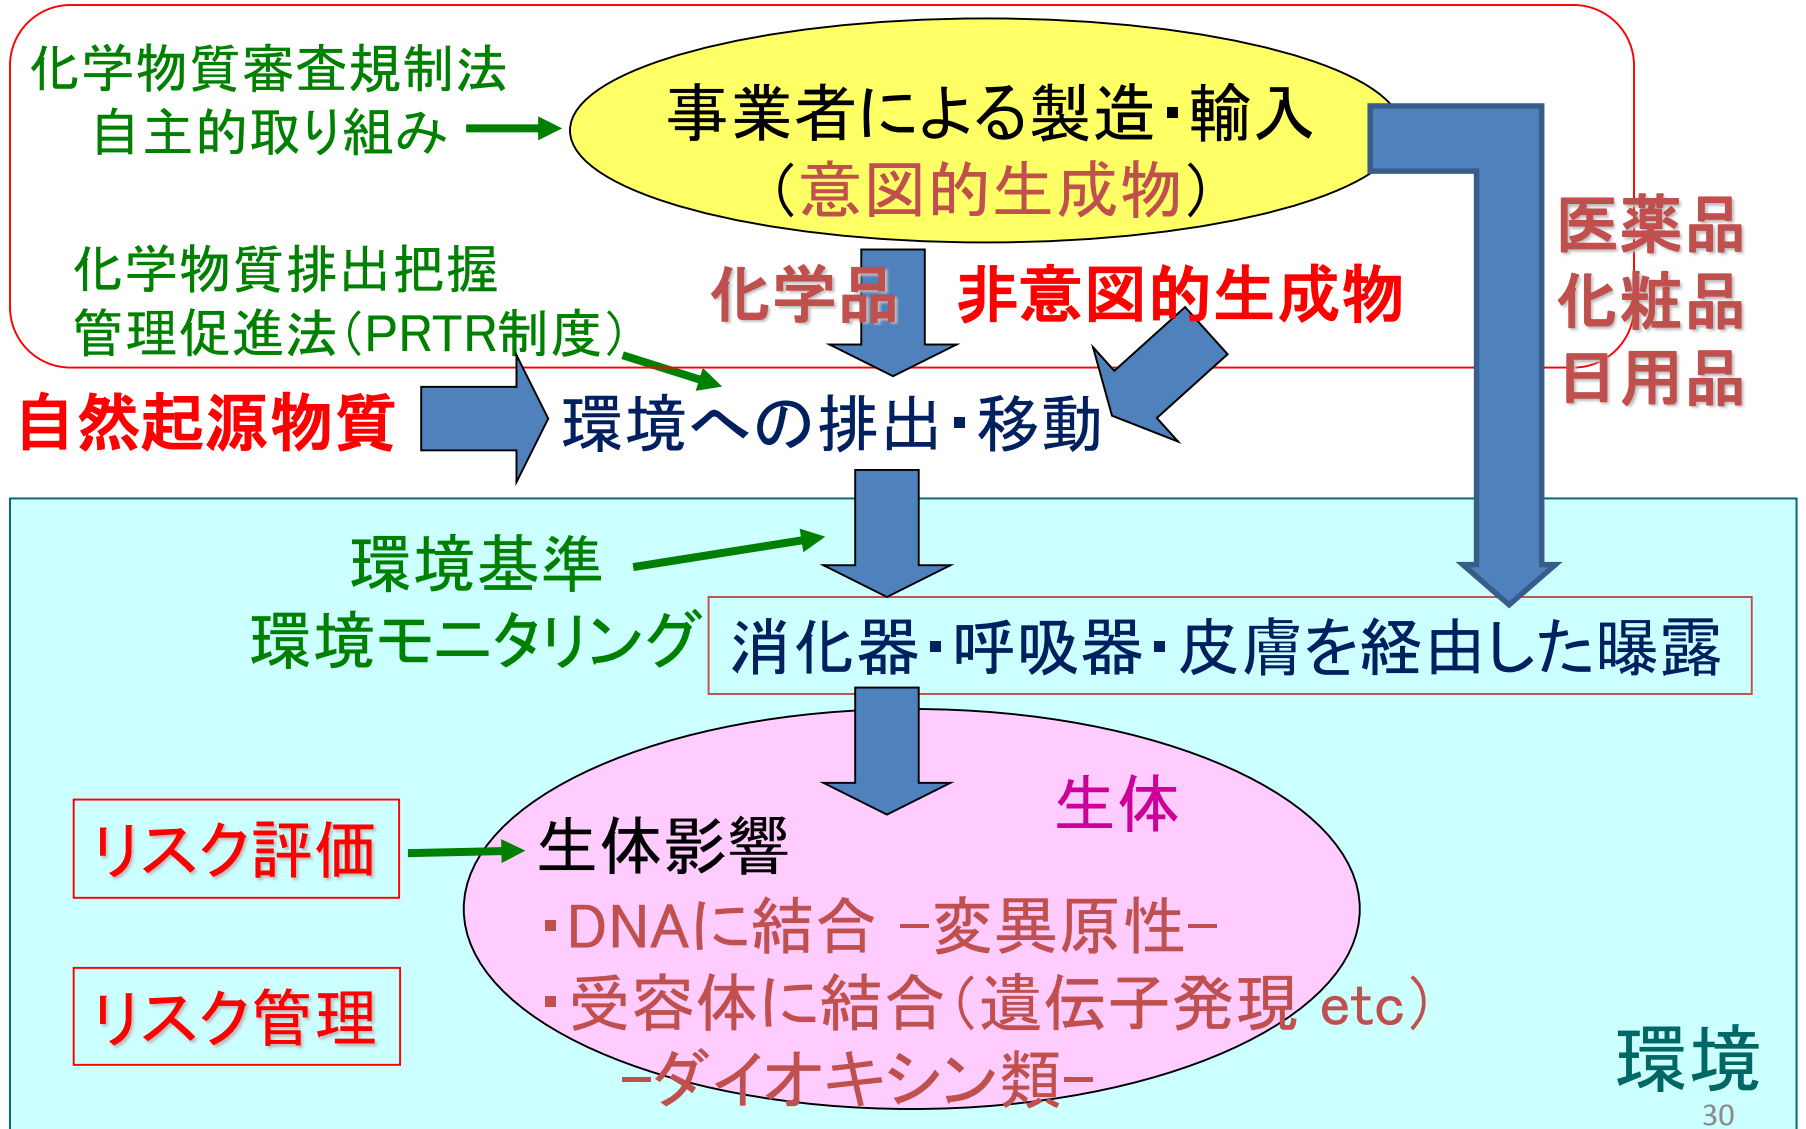 化学物質審査規制法
自主的取り組み
事業者による製造・輸入
（意図的生成物）
化学物質排出把握
管理促進法（PRTR制度）
化学品
非意図的生成物
医薬品
化粧品
日用品
自然起源物質
環境への排出・移動
環境基準
環境モニタリング
消化器・呼吸器・皮膚を経由した曝露
生体
リスク評価
生体影響
・DNAに結合 −変異原性−
・受容体に結合（遺伝子発現 etc）
−ダイオキシン類−
リスク管理
環境
30